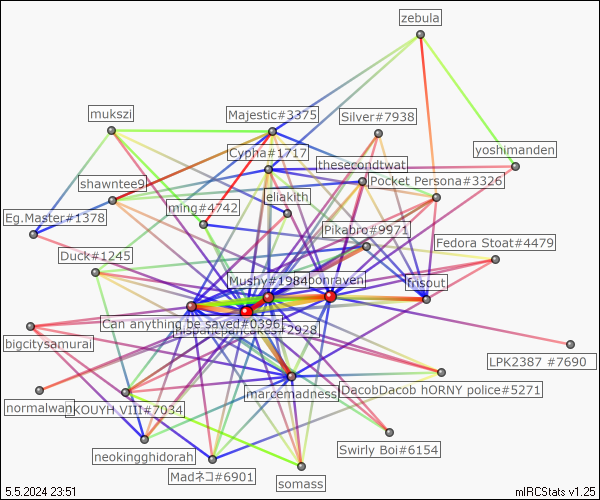 zebula
mukszi
Majestic#3375
Silver#7938
Cypha#1717
yoshimanden
thesecondtwat
shawntee9
Pocket Persona#3326
eliakith
ming#4742
Eg.Master#1378
Pikabro#9971
Fedora Stoat#4479
Duck#1245
Mushy#1984
onraven
fnsout
Can anything be saved#0396
#2928
bigcitysamurai
LPK2387 #7690
DacobDacob hORNY police#5271
marcemadness
normalwan
KOUYH VIII#7034
Swirly Boi#6154
neokingghidorah
Madネコ#6901
somass
5.5.2024 23:51
mIRCStats v1.25